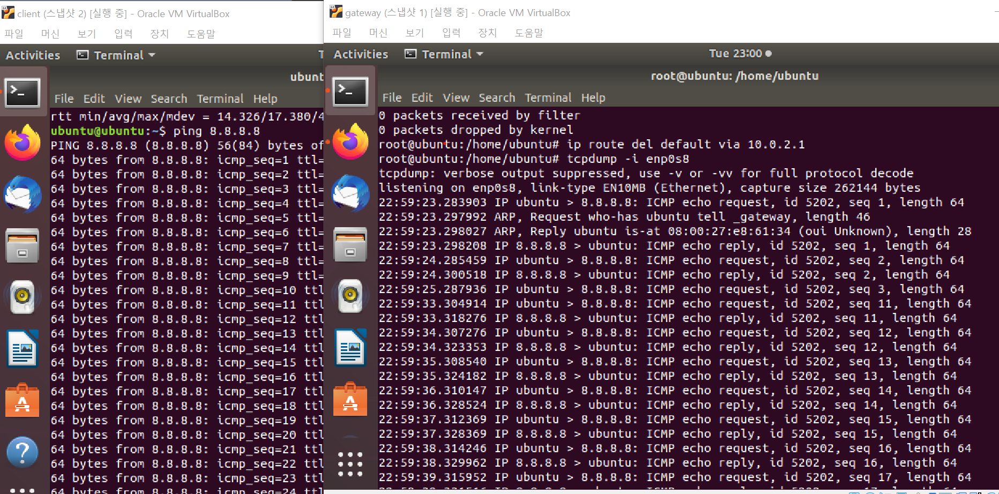 client (스냅샷 2) [실행 중] - Oracle VM VirtualBox
파일 머신 보기 입력 장치 도움말
Activities Terminal
ubunt
File Edit View Search Terminal Help
rtt min/avg/max/mdev = 14.326/17.380/4
ubuntu@ubuntu:~$ ping 8.8.8.8
PING 8.8.8.8 (8.8.8.8) 56(84) bytes of
64 bytes from 8.8.8.8: icmp_seq=1 ttl=
64 bytes from 8.8.8.8: icmp_seq=2 ttl=
64 bytes from 8.8.8.8: icmp_seq=3 ttl=
64 bytes from 8.8.8.8: icmp_seq=4 ttl=
64 bytes from 8.8.8.8: icmp_seq=5 ttl=
64 bytes from 8.8.8.8: icmp_seq=6 ttl=
64 bytes from 8.8.8.8: icmp_seq=7 ttl=
64 bytes from 8.8.8.8: icmp_seq=8 ttl=
64 bytes from 8.8.8.8: icmp_seq=9 ttl=
64 bytes from 8.8.8.8: icmp_seq=10 ttl
64 bytes from 8.8.8.8: icmp_seq=11 ttl
64 bytes from 8.8.8.8: icmp_seq=12 ttl
64 bytes from 8.8.8.8: icmp_seq=13 ttl
64 bytes from 8.8.8.8: icmp_seq=14 ttl
64 bytes from 8.8.8.8: icmp_seq=15 ttl
64 bytes from 8.8.8.8: icmp_seq=16 ttl
64 bytes from 8.8.8.8: icmp_seq=17 ttl
64 bytes from 8.8.8.8: icmp_seq=18 ttl
64 bytes from 8.8.8.8: icmp_seq=19 ttl
64 bytes from 8.8.8.8: icmp_seq=20 ttl
64 bytes from 8.8.8.8: icmp_seq=21 ttl
64 bytes from 8.8.8.8: icmp_seq=22 ttl
64 bytes from 8.8.8.8: icmp_seq=23 ttl
64 bytes from 8.8.8.8: icmp_seq=24 ttl
gateway (스냅샷 1) [실행 중] - Oracle VM VirtualBox
파일 머신 보기 입력 장치 도움말
Activities Terminal Tue 23:00
root@ubuntu: /home/ubuntu
File Edit View Search Terminal Help
0 packets received by filter
0 packets dropped by kernel
root@ubuntu:/home/ubuntu# ip route del default via 10.0.2.1
root@ubuntu:/home/ubuntu# tcpdump -i enp0s8
tcpdump: verbose output suppressed, use -v or -vv for full protocol decode
listening on enp0s8, link-type EN10MB (Ethernet), capture size 262144 bytes
22:59:23.283903 IP ubuntu > 8.8.8.8: ICMP echo request, id 5202, seq 1, length 64
22:59:23.297992 ARP, Request who-has ubuntu tell _gateway, length 46
22:59:23.298027 ARP, Reply ubuntu is-at 08:00:27:e8:61:34 (oui Unknown), length 28
22:59:23.298208 IP 8.8.8.8 > ubuntu: ICMP echo reply, id 5202, seq 1, length 64
22:59:24.285459 IP ubuntu > 8.8.8.8: ICMP echo request, id 5202, seq 2, length 64
22:59:24.300518 IP 8.8.8.8 > ubuntu: ICMP echo reply, id 5202, seq 2, length 64
22:59:25.287936 IP ubuntu > 8.8.8.8: ICMP echo request, id 5202, seq 3, length 64
22:59:33.304914 IP ubuntu > 8.8.8.8: ICMP echo request, id 5202, seq 11, length 64
22:59:33.318276 IP 8.8.8.8 > ubuntu: ICMP echo reply, id 5202, seq 11, length 64
22:59:34.307276 IP ubuntu > 8.8.8.8: ICMP echo request, id 5202, seq 12, length 64
22:59:34.323353 IP 8.8.8.8 > ubuntu: ICMP echo reply, id 5202, seq 12, length 64
22:59:35.308540 IP ubuntu > 8.8.8.8: ICMP echo request, id 5202, seq 13, length 64
22:59:35.324182 IP 8.8.8.8 > ubuntu: ICMP echo reply, id 5202, seq 13, length 64
22:59:36.310147 IP ubuntu > 8.8.8.8: ICMP echo request, id 5202, seq 14, length 64
22:59:36.328524 IP 8.8.8.8 > ubuntu: ICMP echo reply, id 5202, seq 14, length 64
22:59:37.312369 IP ubuntu > 8.8.8.8: ICMP echo request, id 5202, seq 15, length 64
22:59:37.328369 IP 8.8.8.8 > ubuntu: ICMP echo reply, id 5202, seq 15, length 64
22:59:38.314246 IP ubuntu > 8.8.8.8: ICMP echo request, id 5202, seq 16, length 64
22:59:38.329962 IP 8.8.8.8 > ubuntu: ICMP echo reply, id 5202, seq 16, length 64
22:59:39.315952 IP ubuntu > 8.8.8.8: ICMP echo request, id 5202, seq 17, length 64